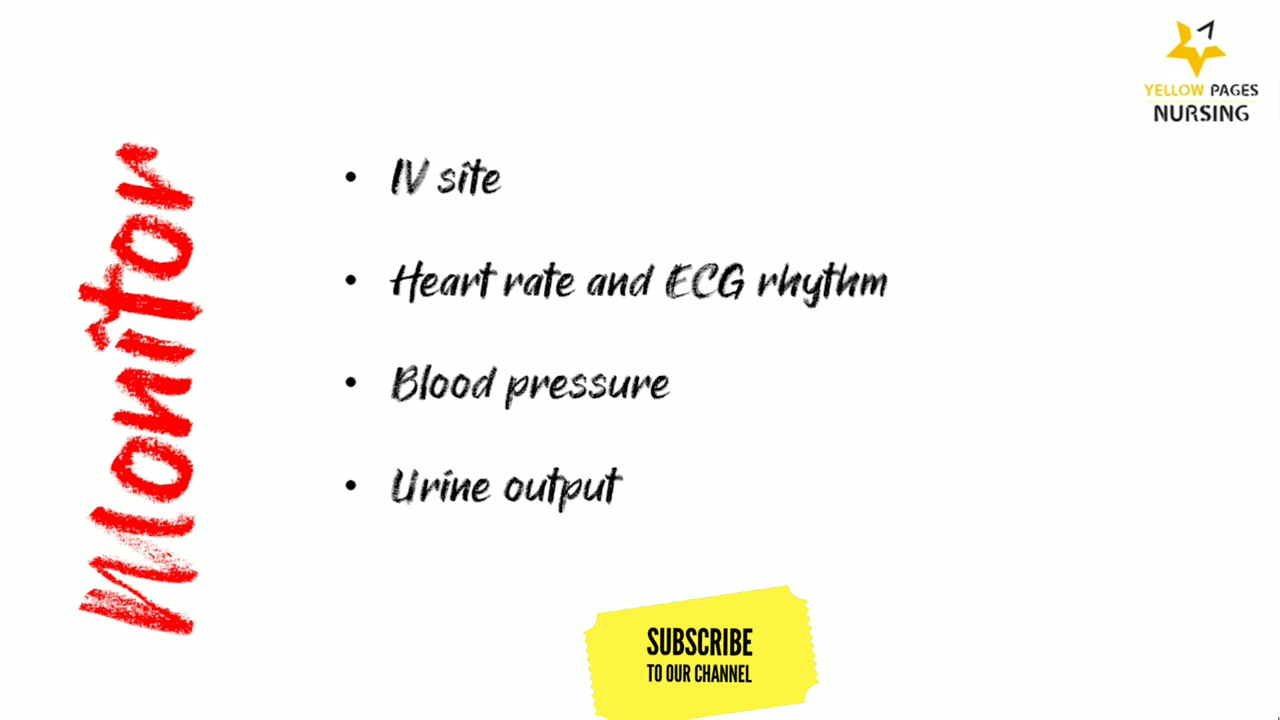 YELLOW PAGES
NURSING
Monitor
• IV site
• Heart rate and ECG rhythm
• Blood pressure
• Urine output
SUBSCRIBE
TO OUR CHANNEL